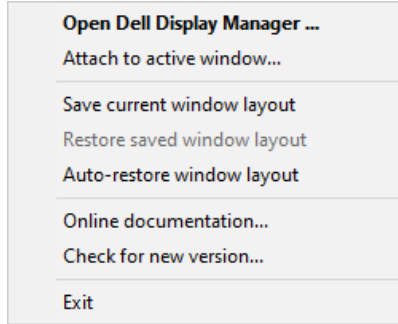 Open Dell Display Manager ...
Attach to active window...
Save current window layout
Restore saved window layout
Auto-restore window layout
Online documentation...
Check for new version...
Exit